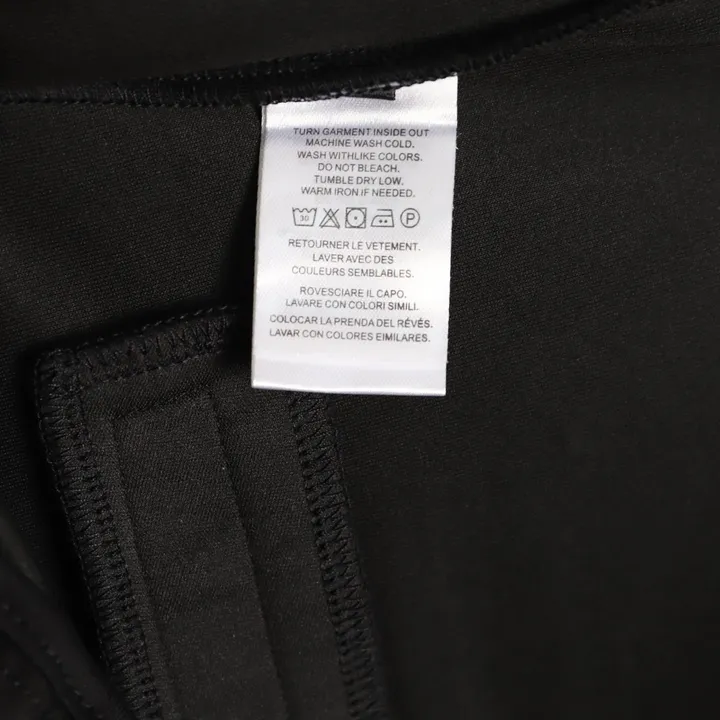 TURN GARMENT INSIDE OUT
MACHINE WASH COLD.
WASH WITHLIKE COLORS.
DO NOT BLEACH.
TUMBLE DRY LOW.
WARM IRON IF NEEDED.
30 P
RETOURNER LE VETEMENT.
LAVER AVEC DES
COULEURS SEMBLABLES.
ROVESCIARE IL CAPO.
LAVARE CON COLORI SIMILI.
COLOCAR LA PRENDA DEL RÉVÉS.
LAVAR CON COLORES EIMILARES.